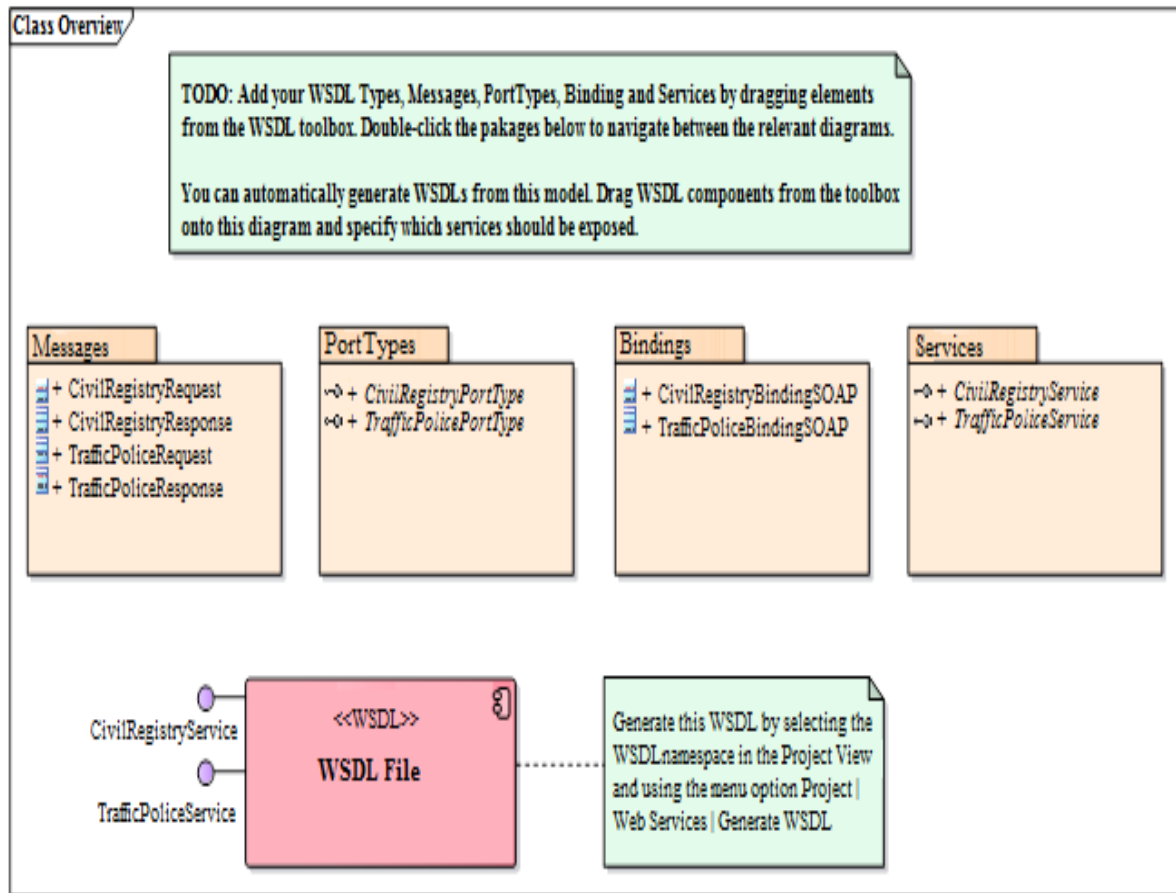 Class Overview
TODO: Add your WSDL Types, Messages, PortTypes, Binding and Services by dragging elements
from the WSDL toolbox. Double-click the pakages below to navigate between the relevant diagrams.
You can automatically generate WSDLs from this model. Drag WSDL components from the toolbox
onto this diagram and specify which services should be exposed.
Messages
+ CivilRegistryRequest
+ CivilRegistryResponse
+ TrafficPoliceRequest
+ TrafficPoliceResponse
PortTypes
+ CivilRegistryPortType
+ TrafficPolicePortType
Bindings
+ CivilRegistryBindingSOAP
+ TrafficPoliceBindingSOAP
Services
+ CivilRegistryService
+ TrafficPoliceService
CivilRegistryService
TrafficPoliceService
<<WSDL>>
WSDL File
Generate this WSDL by selecting the
WSDLnamespace in the Project View
and using the menu option Project |
Web Services | Generate WSDL